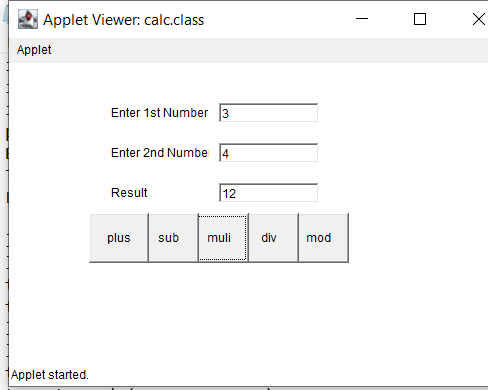 Applet Viewer: calc.class
Applet
Enter 1st Number 3
Enter 2nd Numbe 4
Result 12
plus sub muli div mod
Applet started.